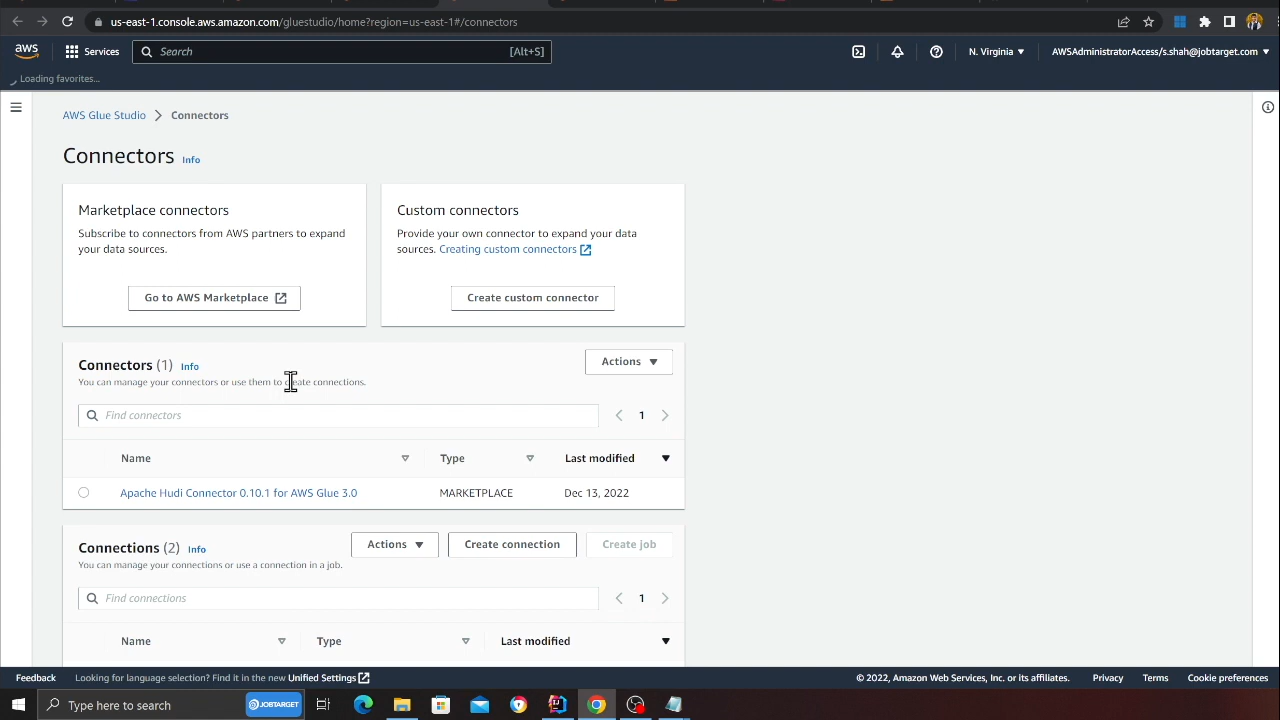 us-east-1.console.aws.amazon.com/gluestudio/home?region=us-east-1#/connectors
aws
Services
Search
[Alt+S]
N. Virginia
AWSAdministratorAccess/s.shah@jobtarget.com
Loading favorites...
AWS Glue Studio
Connectors
Connectors
Info
Marketplace connectors
Subscribe to connectors from AWS partners to expand
your data sources.
Go to AWS Marketplace
Custom connectors
Provide your own connector to expand your data
sources. Creating custom connectors
Create custom connector
Connectors (1) Info
Actions
You can manage your connectors or use them to create connections.
Find connectors
1
Name
Type
Last modified
Apache Hudi Connector 0.10.1 for AWS Glue 3.0
MARKETPLACE
Dec 13, 2022
Connections (2) Info
Actions
Create connection
Create job
You can manage your connections or use a connection in a job.
Find connections
1
Name
Type
Last modified
Feedback
Looking for language selection? Find it in the new Unified Settings
© 2022, Amazon Web Services, Inc. or its affiliates.
Privacy
Terms
Cookie preferences
Type here to search
JOBTARGET